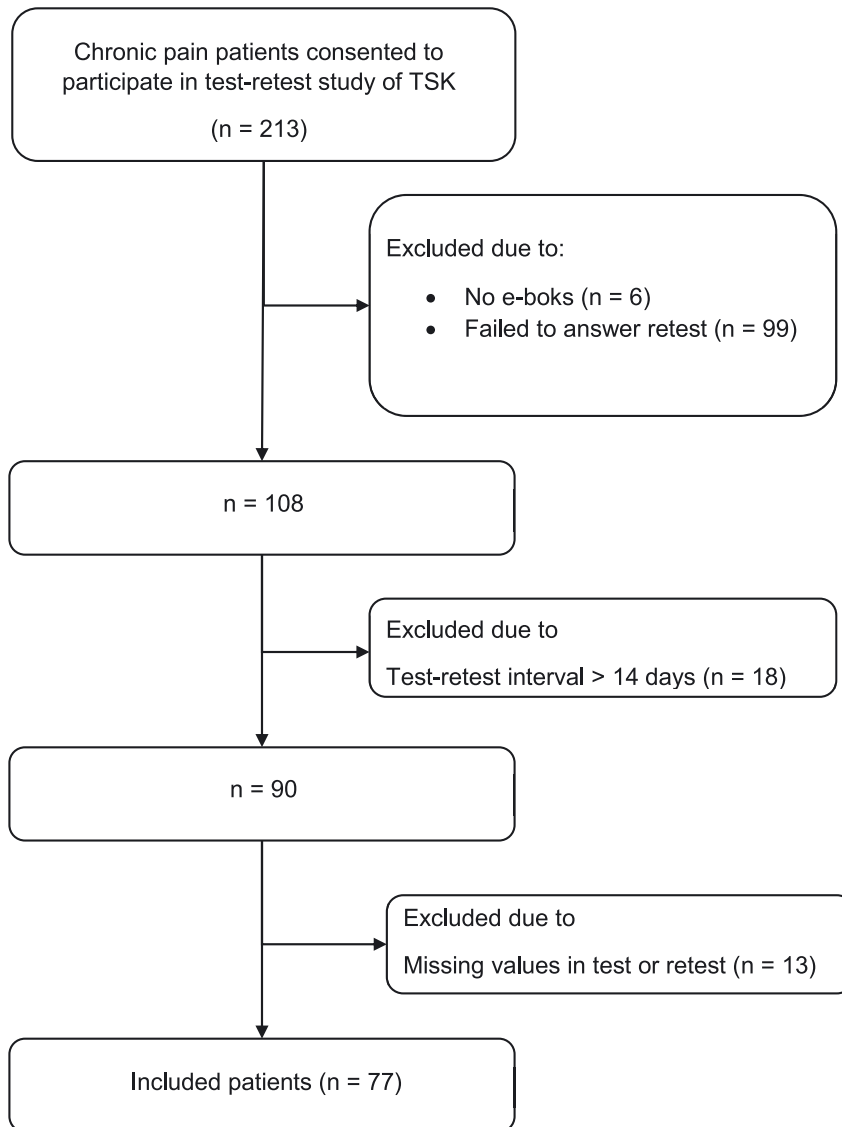 Chronic pain patients consented to
participate in test-retest study of TSK
(n = 213)
Excluded due to:
• No e-boks (n = 6)
• Failed to answer retest (n = 99)
n = 108
Excluded due to
Test-retest interval > 14 days (n = 18)
n = 90
Excluded due to
Missing values in test or retest (n = 13)
Included patients (n = 77)